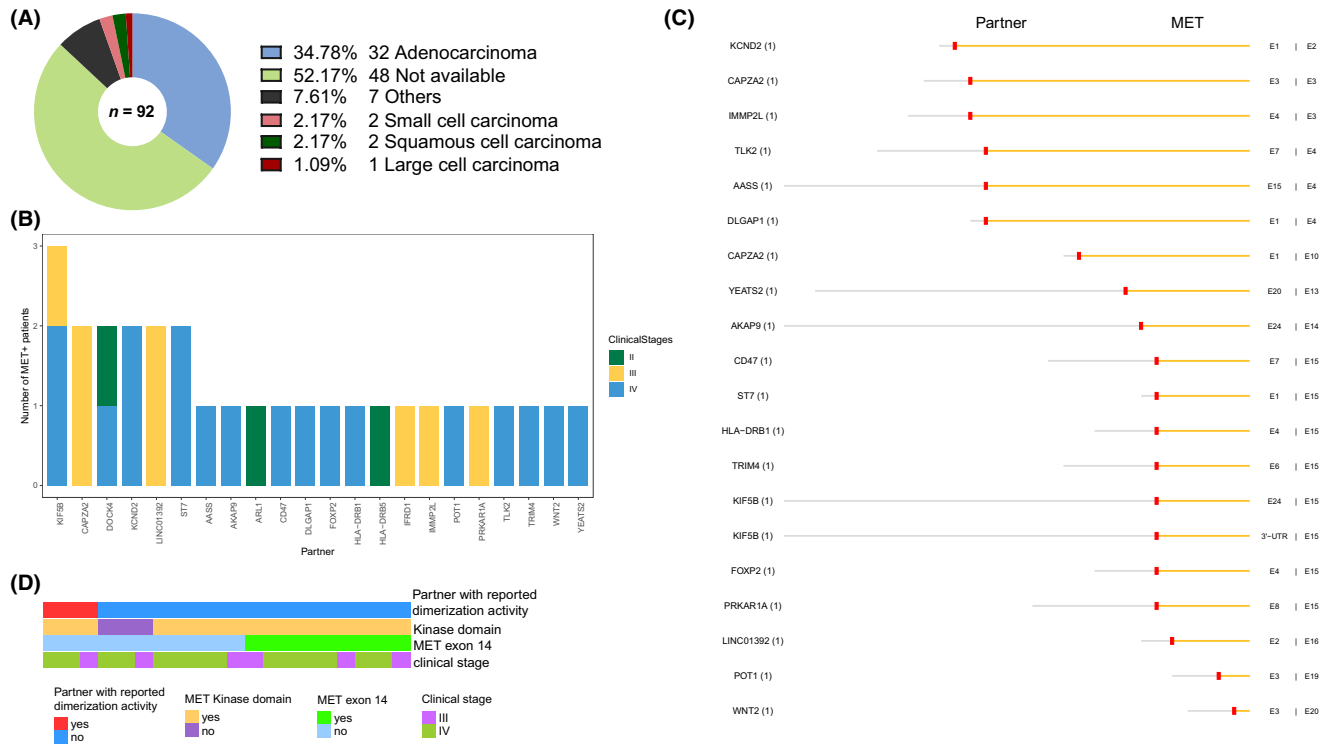 (A)
n = 92
34.78% 32 Adenocarcinoma
52.17% 48 Not available
7.61% 7 Others
2.17% 2 Small cell carcinoma
2.17% 2 Squamous cell carcinoma
1.09% 1 Large cell carcinoma
(B)
Number of MET+ patients
3
2
1
0
KIF5B
CAPZA2
DOCK4
KCND2
LINC01392
ST7
AASS
AKAP9
ARL1
CD47
DLGAP1
FOXP2
HLA−DRB1
HLA−DRB5
IFRD1
IMMP2L
POT1
PRKAR1A
TLK2
TRIM4
WNT2
YEATS2
Partner
ClinicalStages
II
III
IV
(C)
Partner MET
KCND2 (1) E1 | E2
CAPZA2 (1) E3 | E3
IMMP2L (1) E4 | E3
TLK2 (1) E7 | E4
AASS (1) E15 | E4
DLGAP1 (1) E1 | E4
CAPZA2 (1) E1 | E10
YEATS2 (1) E20 | E13
AKAP9 (1) E24 | E14
CD47 (1) E7 | E15
ST7 (1) E1 | E15
HLA−DRB1 (1) E4 | E15
TRIM4 (1) E6 | E15
KIF5B (1) E24 | E15
KIF5B (1) 3'−UTR | E15
FOXP2 (1) E4 | E15
PRKAR1A (1) E8 | E15
LINC01392 (1) E2 | E16
POT1 (1) E3 | E19
WNT2 (1) E3 | E20
(D)
Partner with reported
dimerization activity
Kinase domain
MET exon 14
clinical stage
Partner with reported
dimerization activity
yes
no
MET Kinase domain
yes
no
MET exon 14
yes
no
Clinical stage
III
IV